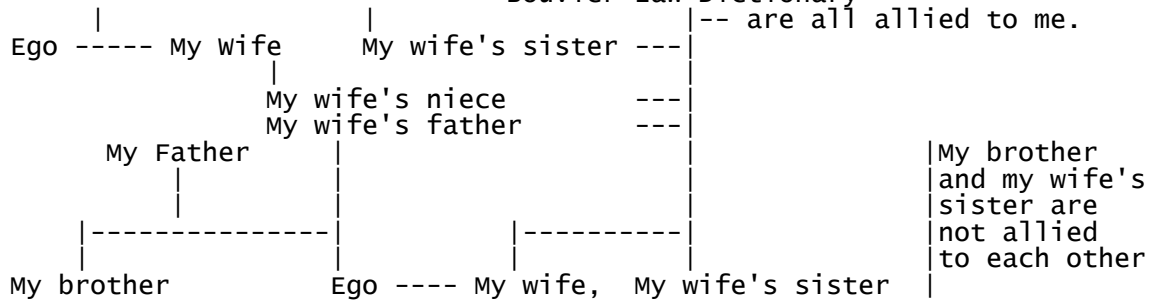 Bouvier Law Dictionary
|                 |                    |-- are all allied to me.
Ego ----- My Wife     My wife's sister ---|
|                          |
My wife's niece        ---|
My wife's father       ---|
My Father     |                      |              |My brother
|         |                      |              |and my wife's
|         |                      |              |sister are
|---------------|           |----------|              |not allied
|               |           |          |              |to each other
My brother          Ego ---- My wife,  My wife's sister  |